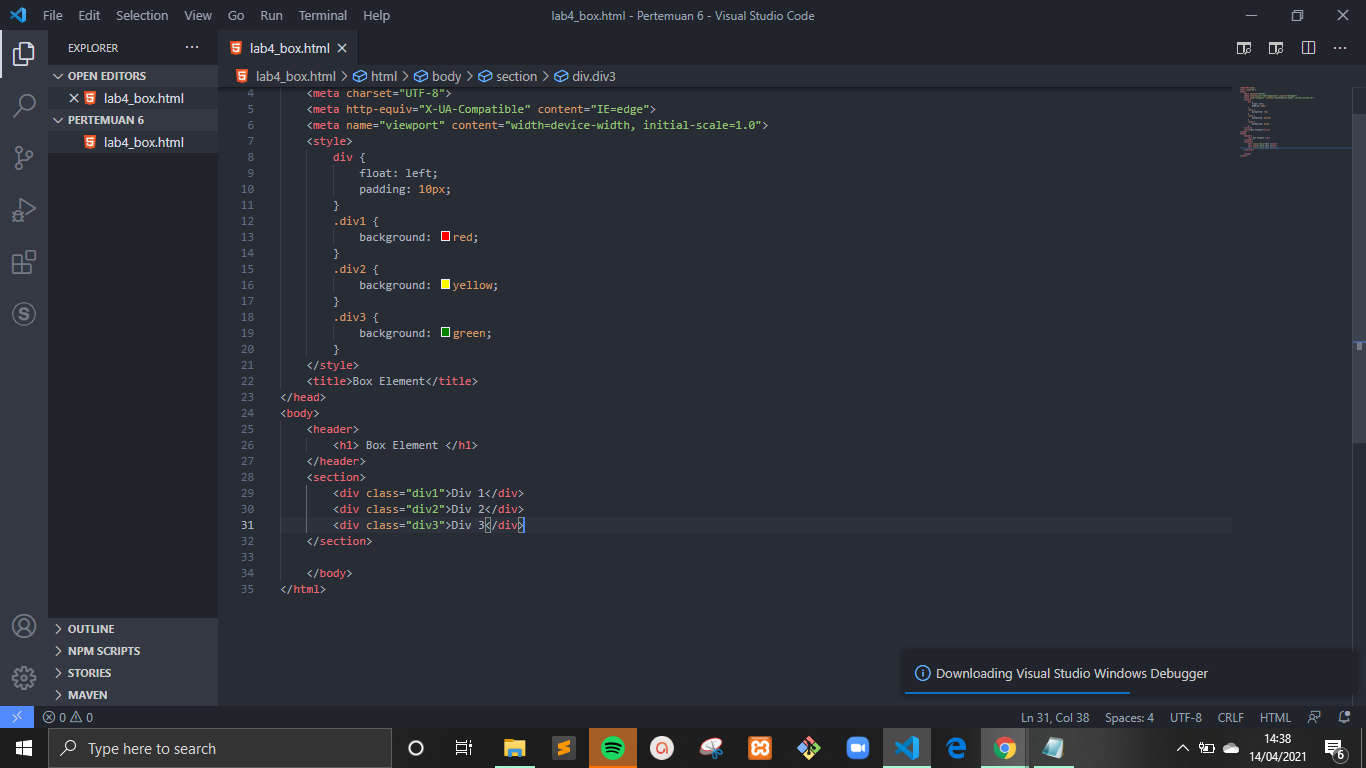 File Edit Selection View Go Run Terminal Help lab4_box.html - Pertemuan 6 - Visual Studio Code
EXPLORER ···
OPEN EDITORS
lab4_box.html
PERTEMUAN 6
lab4_box.html
OUTLINE
NPM SCRIPTS
STORIES
MAVEN
lab4_box.html
lab4_box.html > html > body > section > div.div3
4 <meta charset="UTF-8">
5 <meta http-equiv="X-UA-Compatible" content="IE=edge">
6 <meta name="viewport" content="width=device-width, initial-scale=1.0">
7 <style>
8 div {
9 float: left;
10 padding: 10px;
11 }
12 .div1 {
13 background: red;
14 }
15 .div2 {
16 background: yellow;
17 }
18 .div3 {
19 background: green;
20 }
21 </style>
22 <title>Box Element</title>
23 </head>
24 <body>
25 <header>
26 <h1> Box Element </h1>
27 </header>
28 <section>
29 <div class="div1">Div 1</div>
30 <div class="div2">Div 2</div>
31 <div class="div3">Div 3</div>
32 </section>
33
34 </body>
35 </html>
Downloading Visual Studio Windows Debugger
0 0 Ln 31, Col 38 Spaces: 4 UTF-8 CRLF HTML
Type here to search
14:38
14/04/2021
6